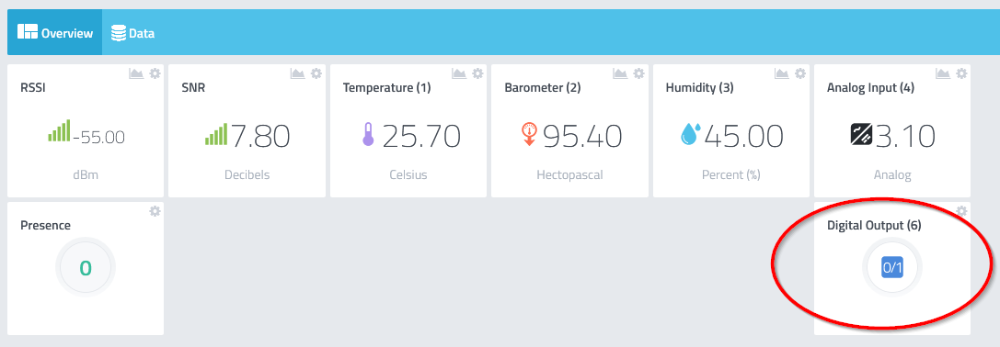 Overview Data
RSSI
-55.00
dBm
SNR
7.80
Decibels
Temperature (1)
25.70
Celsius
Barometer (2)
95.40
Hectopascal
Humidity (3)
45.00
Percent (%)
Analog Input (4)
3.10
Analog
Presence
0
Digital Output (6)
0/1